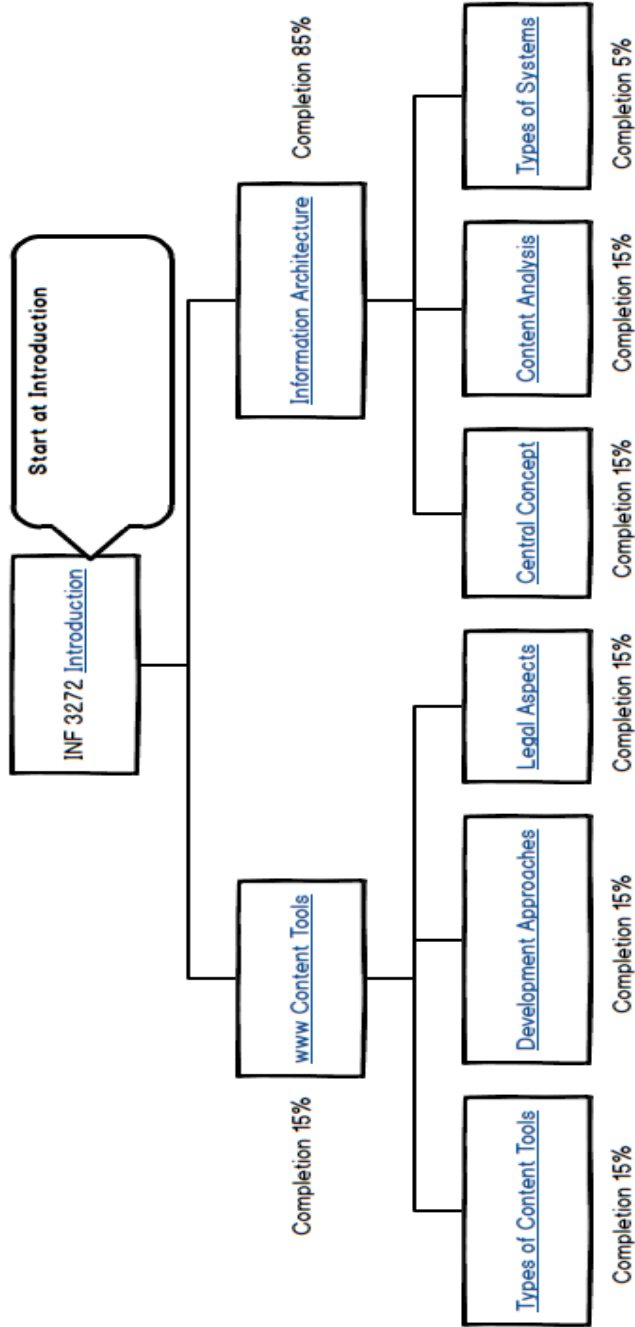 Start at Introduction
INF 3272 Introduction
Completion 15%
www Content Tools
Information Architecture
Completion 85%
Types of Content Tools
Development Approaches
Legal Aspects
Central Concept
Content Analysis
Types of Systems
Completion 15%
Completion 15%
Completion 15%
Completion 15%
Completion 15%
Completion 5%